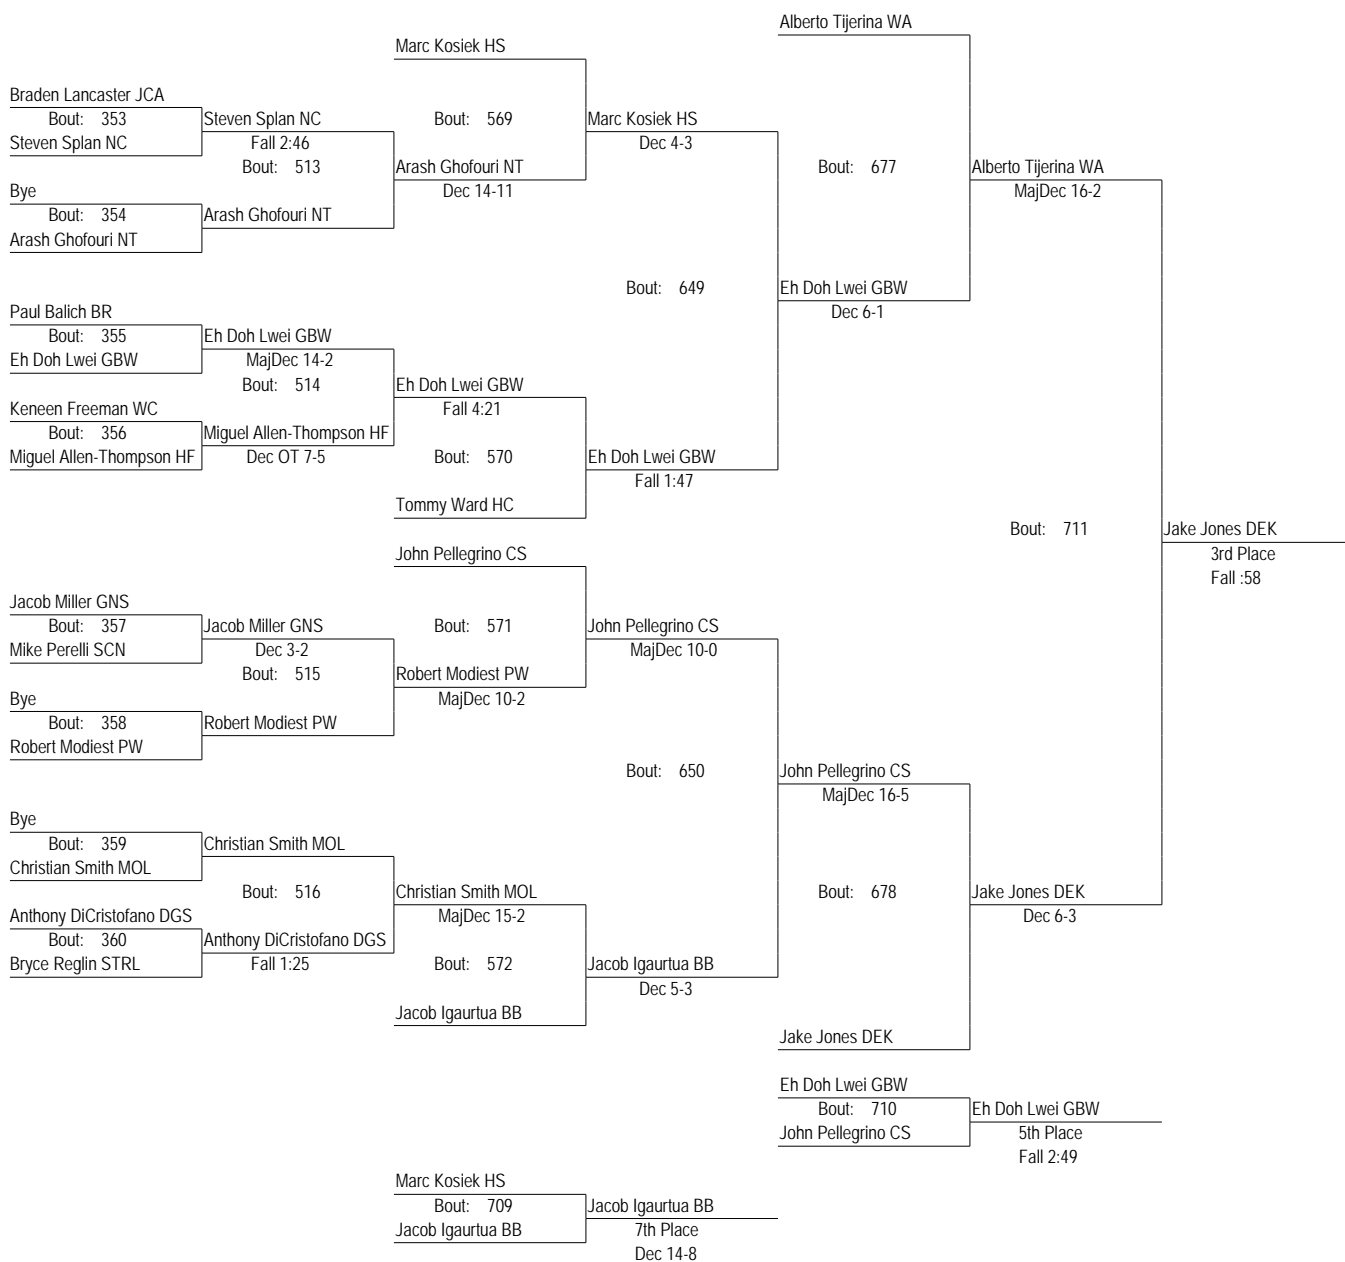 Alberto Tijerina WA
Marc Kosiek HS
Braden Lancaster JCA
Bout: 353
Steven Splan NC
Bout: 569
Marc Kosiek HS
Steven Splan NC
Fall 2:46
Dec 4-3
Bout: 513
Arash Ghofouri NT
Bout: 677
Alberto Tijerina WA
Bye
Dec 14-11
MajDec 16-2
Bout: 354
Arash Ghofouri NT
Arash Ghofouri NT
Bout: 649
Eh Doh Lwei GBW
Paul Balich BR
Dec 6-1
Bout: 355
Eh Doh Lwei GBW
Eh Doh Lwei GBW
MajDec 14-2
Bout: 514
Eh Doh Lwei GBW
Keneen Freeman WC
Fall 4:21
Bout: 356
Miguel Allen-Thompson HF
Miguel Allen-Thompson HF
Dec OT 7-5
Bout: 570
Eh Doh Lwei GBW
Fall 1:47
Tommy Ward HC
Bout: 711
Jake Jones DEK
John Pellegrino CS
3rd Place
Fall :58
Jacob Miller GNS
Bout: 357
Jacob Miller GNS
Bout: 571
John Pellegrino CS
Mike Perelli SCN
Dec 3-2
MajDec 10-0
Bout: 515
Robert Modiest PW
Bye
MajDec 10-2
Bout: 358
Robert Modiest PW
Robert Modiest PW
Bout: 650
John Pellegrino CS
MajDec 16-5
Bye
Bout: 359
Christian Smith MOL
Christian Smith MOL
Bout: 516
Christian Smith MOL
Bout: 678
Jake Jones DEK
Anthony DiCristofano DGS
MajDec 15-2
Dec 6-3
Bout: 360
Anthony DiCristofano DGS
Bryce Reglin STRL
Fall 1:25
Bout: 572
Jacob Igaurtua BB
Dec 5-3
Jacob Igaurtua BB
Jake Jones DEK
Eh Doh Lwei GBW
Bout: 710
Eh Doh Lwei GBW
John Pellegrino CS
5th Place
Fall 2:49
Marc Kosiek HS
Bout: 709
Jacob Igaurtua BB
Jacob Igaurtua BB
7th Place
Dec 14-8